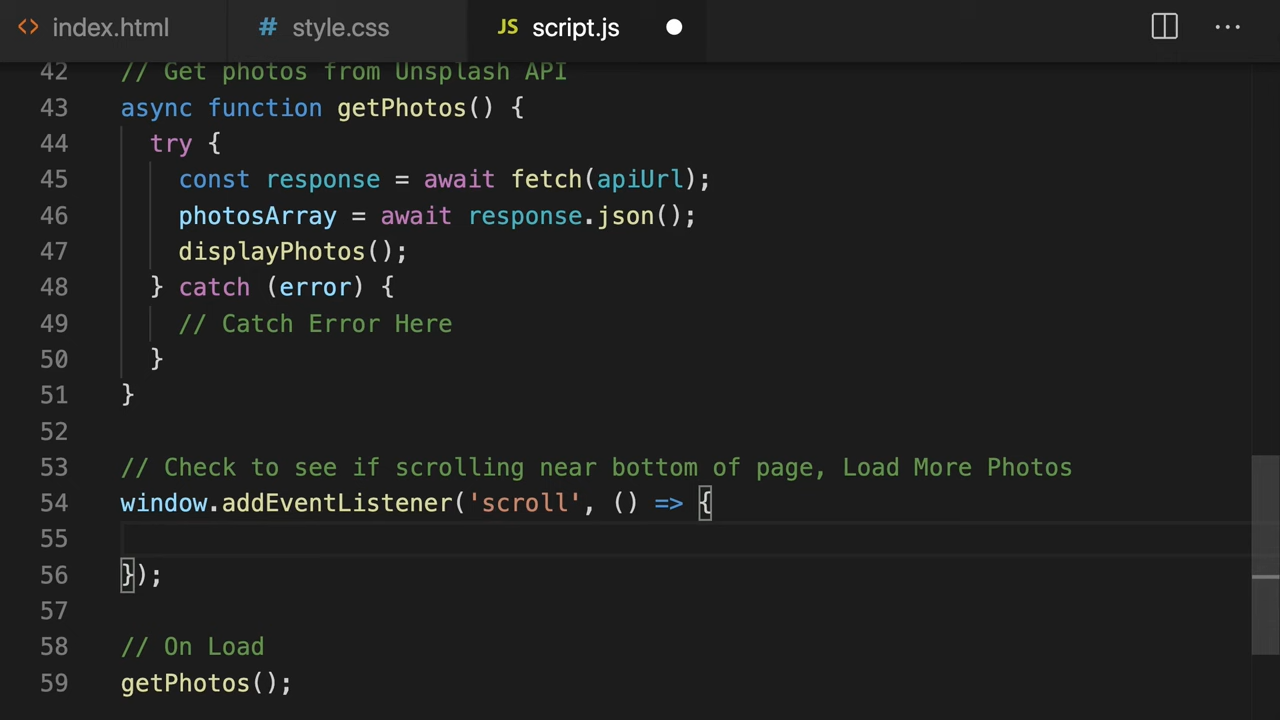 <> index.html # style.css JS script.js ● ···
42 // Get photos from Unsplash API
43 async function getPhotos() {
44 try {
45 const response = await fetch(apiUrl);
46 photosArray = await response.json();
47 displayPhotos();
48 } catch (error) {
49 // Catch Error Here
50 }
51 }
52
53 // Check to see if scrolling near bottom of page, Load More Photos
54 window.addEventListener('scroll', () => {
55
56 });
57
58 // On Load
59 getPhotos();